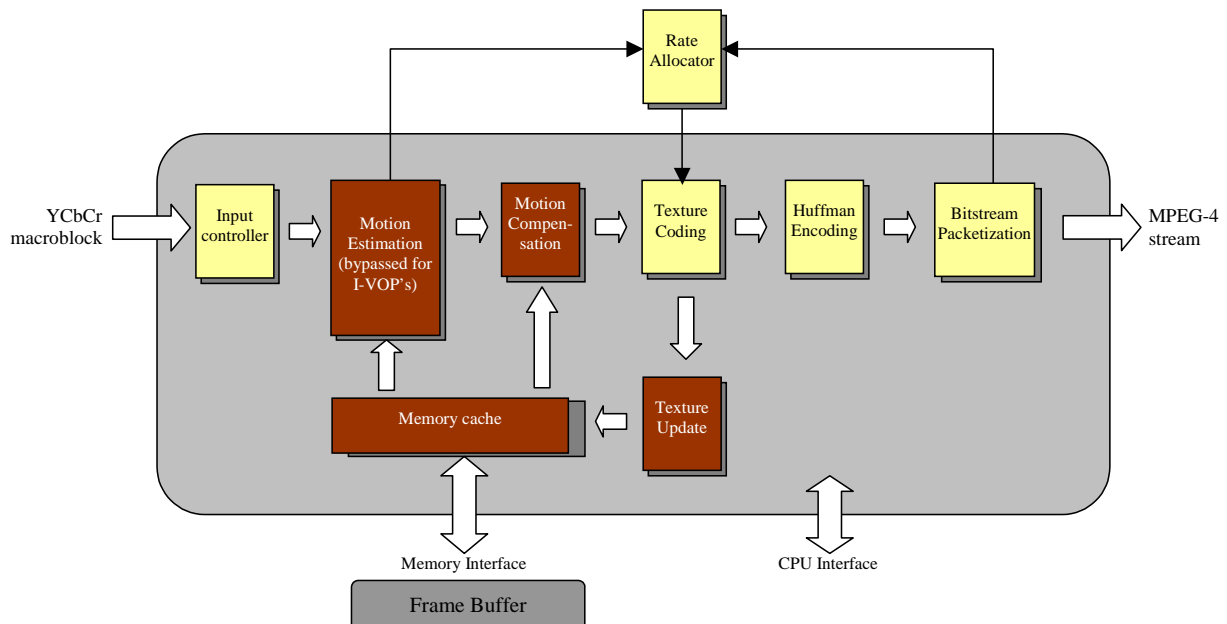 Rate
Allocator
YCbCr
macroblock
Input
controller
Motion
Estimation
(bypassed for
I-VOP's)
Motion
Compen-
sation
Texture
Coding
Huffman
Encoding
Bitstream
Packetization
MPEG-4
stream
Memory cache
Texture
Update
Memory Interface
CPU Interface
Frame Buffer